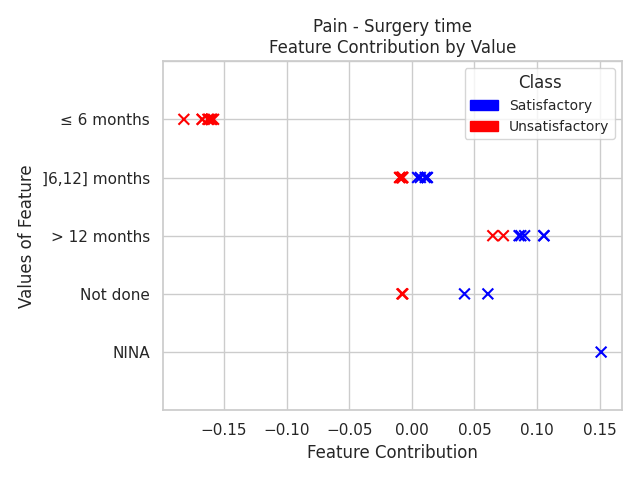 Pain - Surgery time
Feature Contribution by Value
Class
Satisfactory
Unsatisfactory
Values of Feature
≤ 6 months
]6,12] months
> 12 months
Not done
NINA
−0.15 −0.10 −0.05 0.00 0.05 0.10 0.15
Feature Contribution